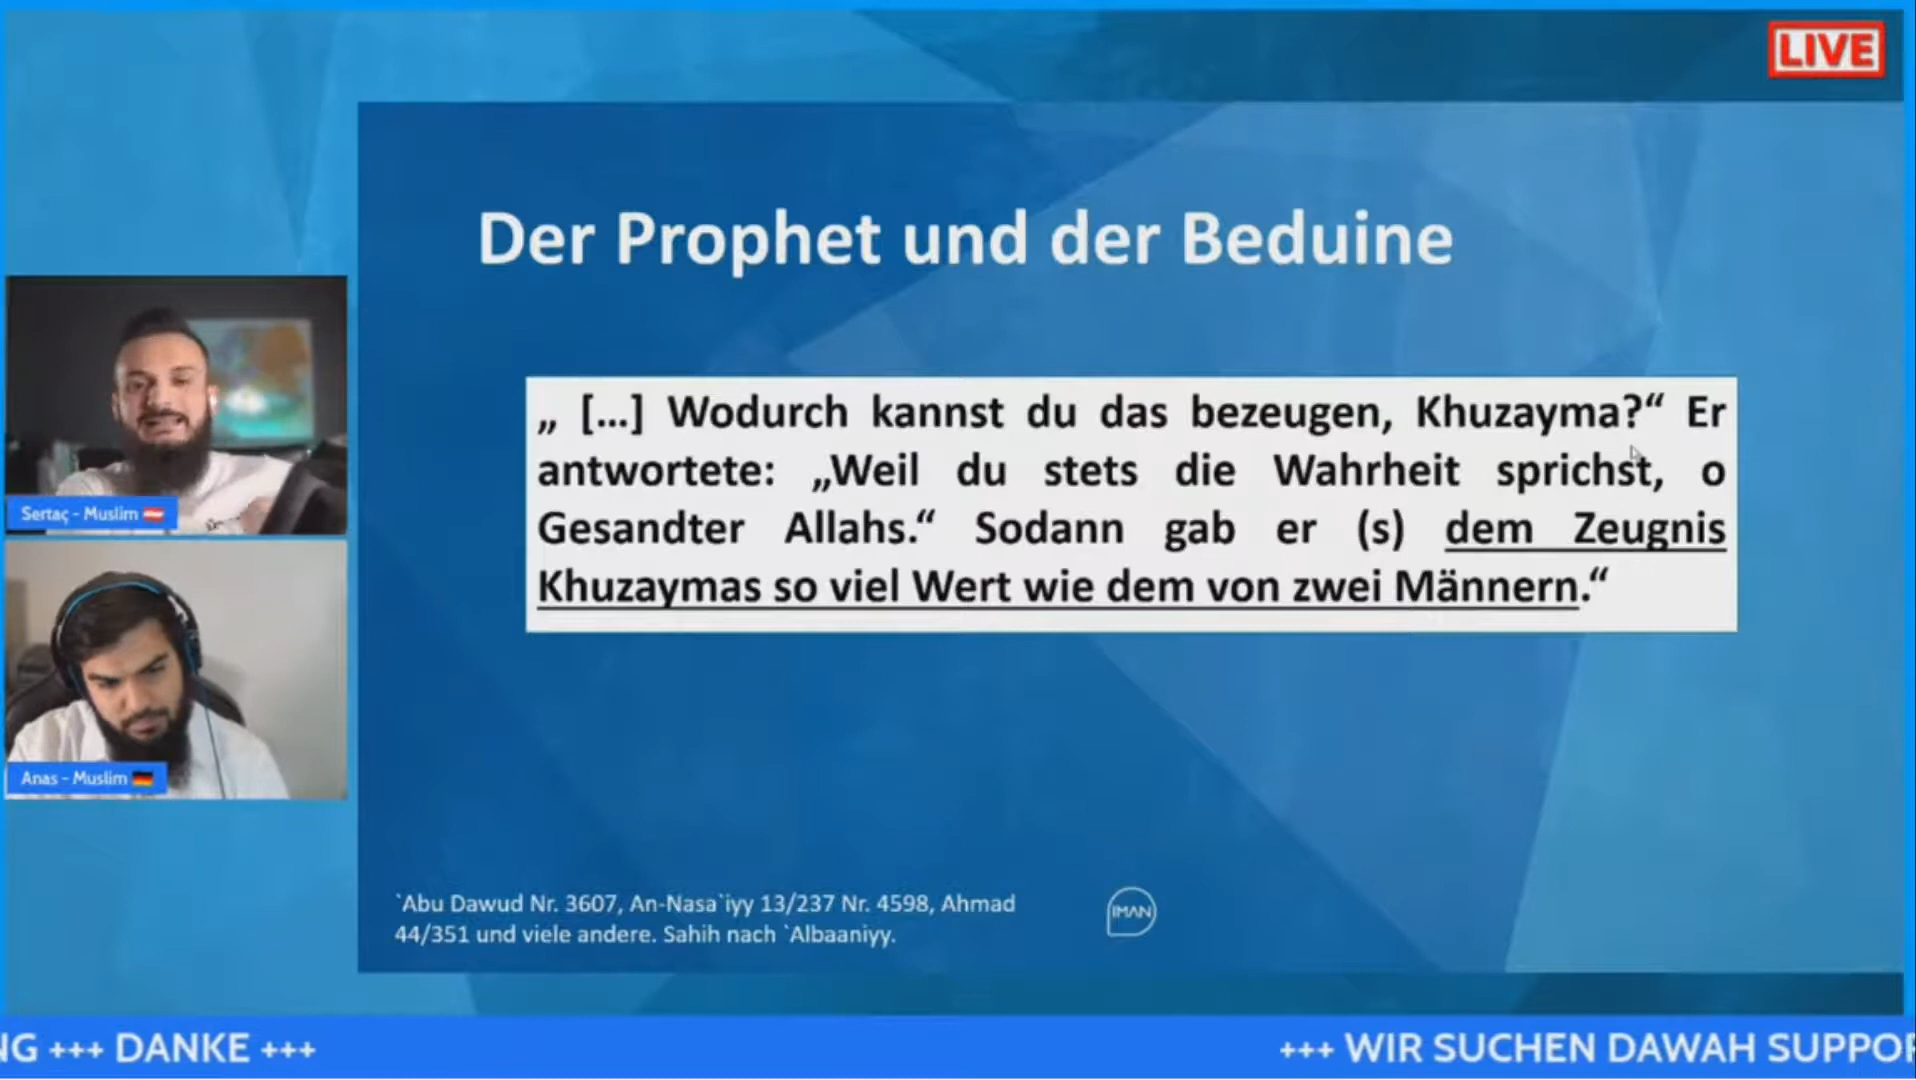 LIVE
Der Prophet und der Beduine
„ [...] Wodurch kannst du das bezeugen, Khuzayma?“ Er
antwortete: „Weil du stets die Wahrheit sprichst, o
Gesandter Allahs.“ Sodann gab er (s) dem Zeugnis
Khuzaymas so viel Wert wie dem von zwei Männern.“
Sertaç - Muslim
Anas - Muslim
`Abu Dawud Nr. 3607, An-Nasa`iyy 13/237 Nr. 4598, Ahmad
44/351 und viele andere. Sahih nach `Albaaniyy.
IMAN
NG +++ DANKE +++
+++ WIR SUCHEN DAWAH SUPPOR